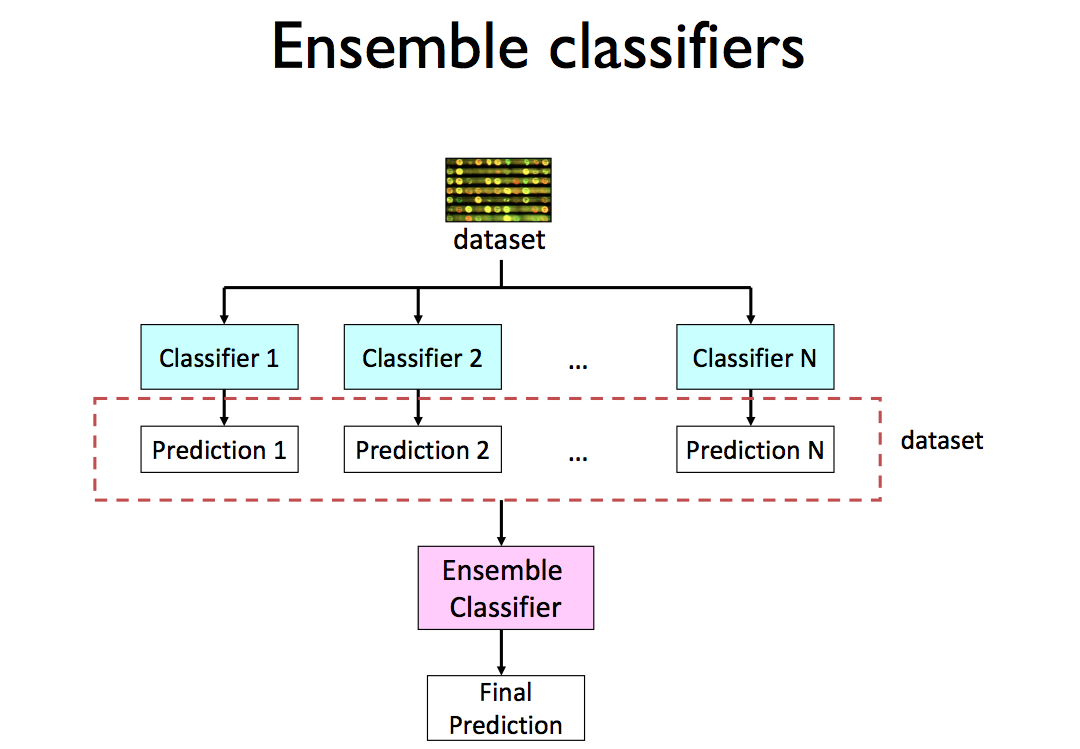 Ensemble classifiers
dataset
Classifier 1
Classifier 2
...
Classifier N
Prediction 1
Prediction 2
...
Prediction N
dataset
Ensemble
Classifier
Final
Prediction